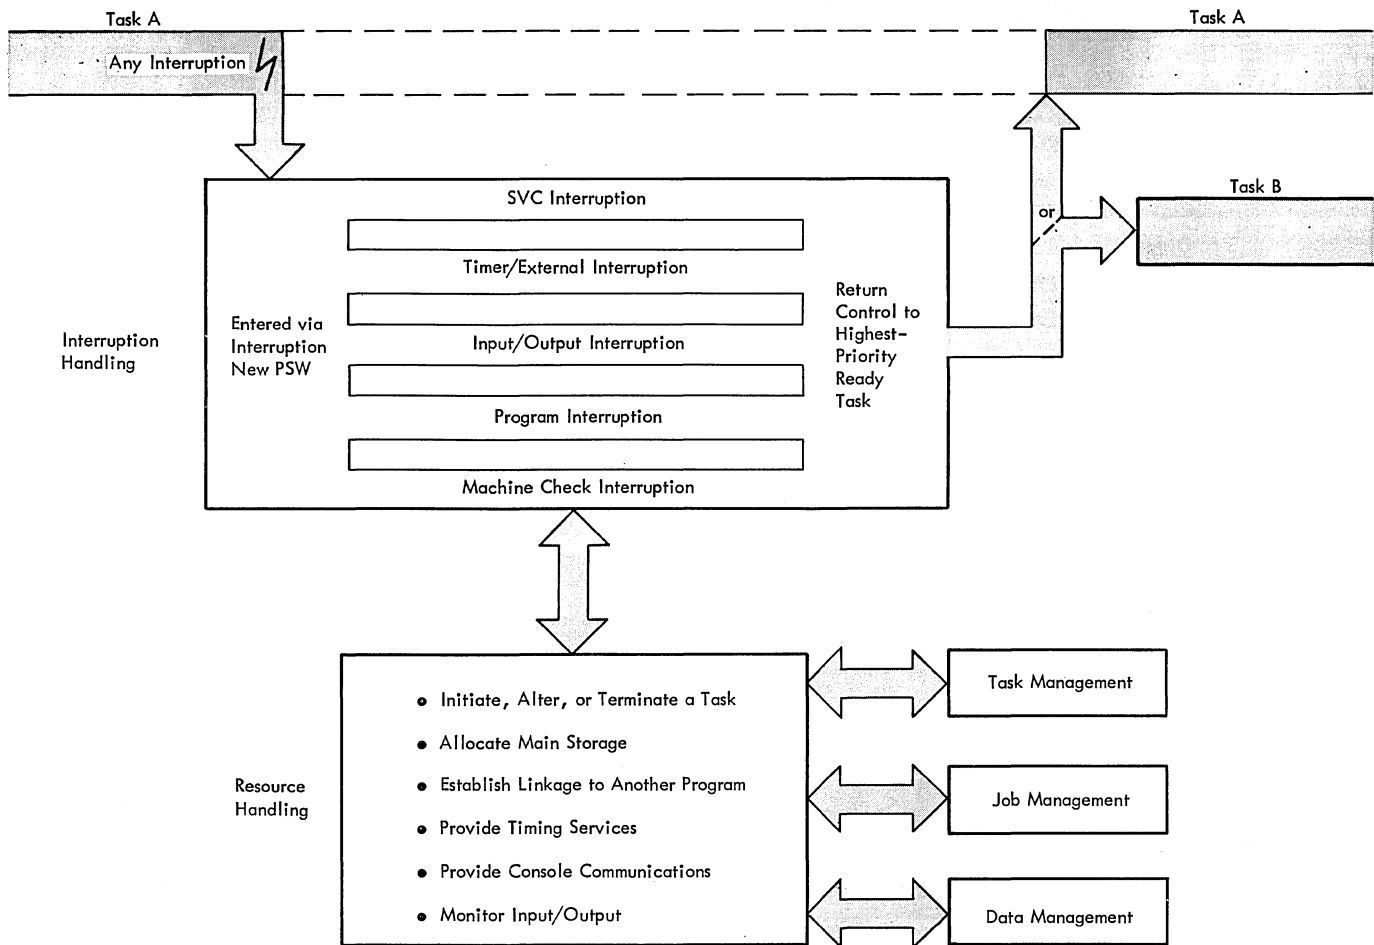 Task A
Task A
Any Interruption
Task B
or
SVC Interruption
Timer/External Interruption
Input/Output Interruption
Program Interruption
Machine Check Interruption
Interruption
Handling
Entered via
Interruption
New PSW
Return
Control to
Highest-
Priority
Ready
Task
Resource
Handling
• Initiate, Alter, or Terminate a Task
• Allocate Main Storage
• Establish Linkage to Another Program
• Provide Timing Services
• Provide Console Communications
• Monitor Input/Output
Task Management
Job Management
Data Management